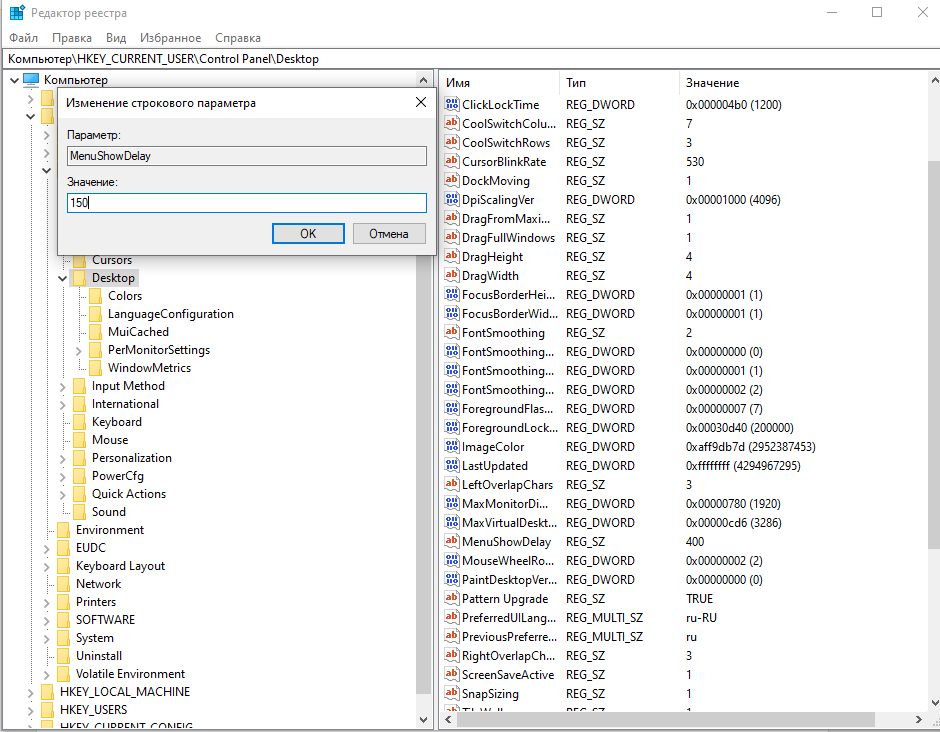 Редактор реестра
Файл Правка Вид Избранное Справка
Компьютер\HKEY_CURRENT_USER\Control Panel\Desktop
Компьютер
Изменение строкового параметра
Параметр:
MenuShowDelay
Значение:
150
OK Отмена
Cursors
Desktop
Colors
LanguageConfiguration
MuiCached
PerMonitorSettings
WindowMetrics
Input Method
International
Keyboard
Mouse
Personalization
PowerCfg
Quick Actions
Sound
Environment
EUDC
Keyboard Layout
Network
Printers
SOFTWARE
System
Uninstall
Volatile Environment
HKEY_LOCAL_MACHINE
HKEY_USERS
HKEY_CURRENT_CONFIG
Имя Тип Значение
ClickLockTime REG_DWORD 0x000004b0 (1200)
CoolSwitchColu... REG_SZ 7
CoolSwitchRows REG_SZ 3
CursorBlinkRate REG_SZ 530
DockMoving REG_SZ 1
DpiScalingVer REG_DWORD 0x00001000 (4096)
DragFromMaxi... REG_SZ 1
DragFullWindows REG_SZ 1
DragHeight REG_SZ 4
DragWidth REG_SZ 4
FocusBorderHei... REG_DWORD 0x00000001 (1)
FocusBorderWid... REG_DWORD 0x00000001 (1)
FontSmoothing REG_SZ 2
FontSmoothing... REG_DWORD 0x00000000 (0)
FontSmoothing... REG_DWORD 0x00000001 (1)
FontSmoothing... REG_DWORD 0x00000002 (2)
ForegroundFlas... REG_DWORD 0x00000007 (7)
ForegroundLock... REG_DWORD 0x00030d40 (200000)
ImageColor REG_DWORD 0xaff9db7d (2952387453)
LastUpdated REG_DWORD 0xffffffff (4294967295)
LeftOverlapChars REG_SZ 3
MaxMonitorDi... REG_DWORD 0x00000780 (1920)
MaxVirtualDeskt... REG_DWORD 0x00000cd6 (3286)
MenuShowDelay REG_SZ 400
MouseWheelRo... REG_DWORD 0x00000002 (2)
PaintDesktopVer... REG_DWORD 0x00000000 (0)
Pattern Upgrade REG_SZ TRUE
PreferredUILang... REG_MULTI_SZ ru-RU
PreviousPreferre... REG_MULTI_SZ ru
RightOverlapCh... REG_SZ 3
ScreenSaveActive REG_SZ 1
SnapSizing REG_SZ 1